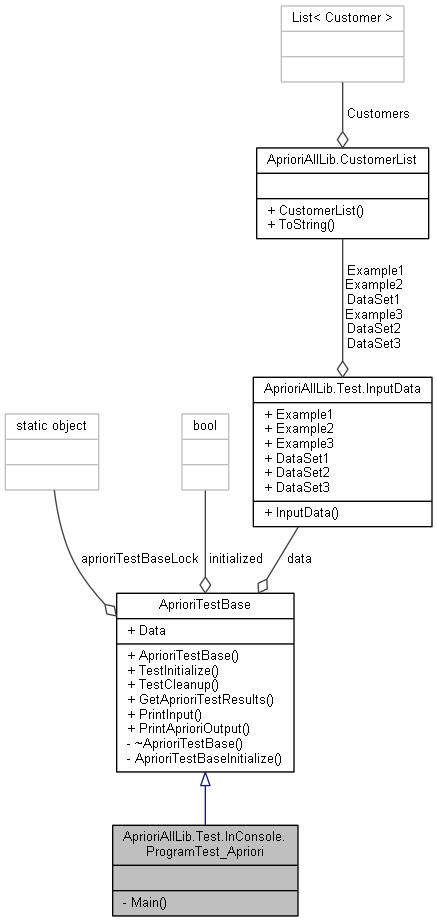 List< Customer >
Customers
AprioriAllLib.CustomerList
+ CustomerList()
+ ToString()
Example1
Example2
DataSet1
Example3
DataSet2
DataSet3
AprioriAllLib.Test.InputData
+ Example1
+ Example2
+ Example3
+ DataSet1
+ DataSet2
+ DataSet3
+ InputData()
static object
bool
aprioriTestBaseLock
initialized
data
AprioriTestBase
+ Data
+ AprioriTestBase()
+ TestInitialize()
+ TestCleanup()
+ GetAprioriTestResults()
+ PrintInput()
+ PrintAprioriOutput()
- ~AprioriTestBase()
- AprioriTestBaseInitialize()
AprioriAllLib.Test.InConsole.
ProgramTest_Apriori
- Main()